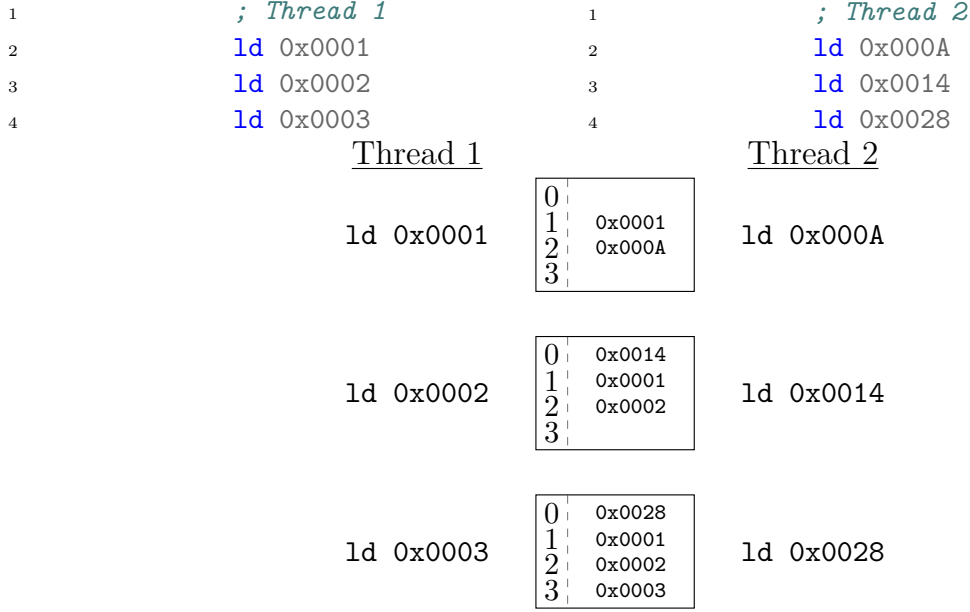 1 ; Thread 1 1 ; Thread 2
2 ld 0x0001 2 ld 0x000A
3 ld 0x0002 3 ld 0x0014
4 ld 0x0003 4 ld 0x0028
Thread 1 Thread 2
0
1 0x0001
ld 0x0001 ld 0x000A
2 0x000A
3
0 0x0014
1 0x0001
ld 0x0002 ld 0x0014
2 0x0002
3
0 0x0028
1 0x0001
ld 0x0003 ld 0x0028
2 0x0002
3 0x0003